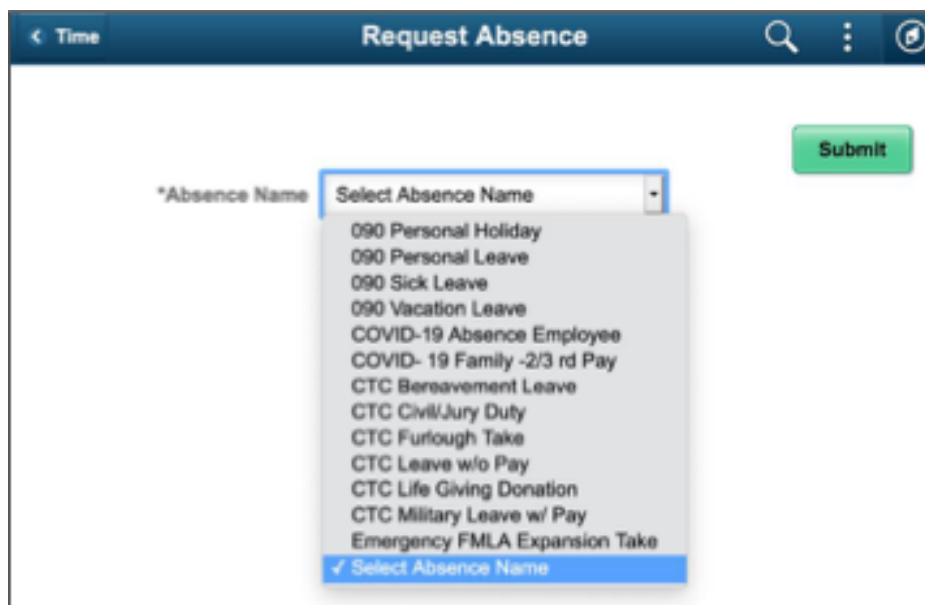 Time
Request Absence
Submit
*Absence Name
Select Absence Name
090 Personal Holiday
090 Personal Leave
090 Sick Leave
090 Vacation Leave
COVID-19 Absence Employee
COVID- 19 Family -2/3 rd Pay
CTC Bereavement Leave
CTC Civil/Jury Duty
CTC Furlough Take
CTC Leave w/o Pay
CTC Life Giving Donation
CTC Military Leave w/ Pay
Emergency FMLA Expansion Take
✓ Select Absence Name